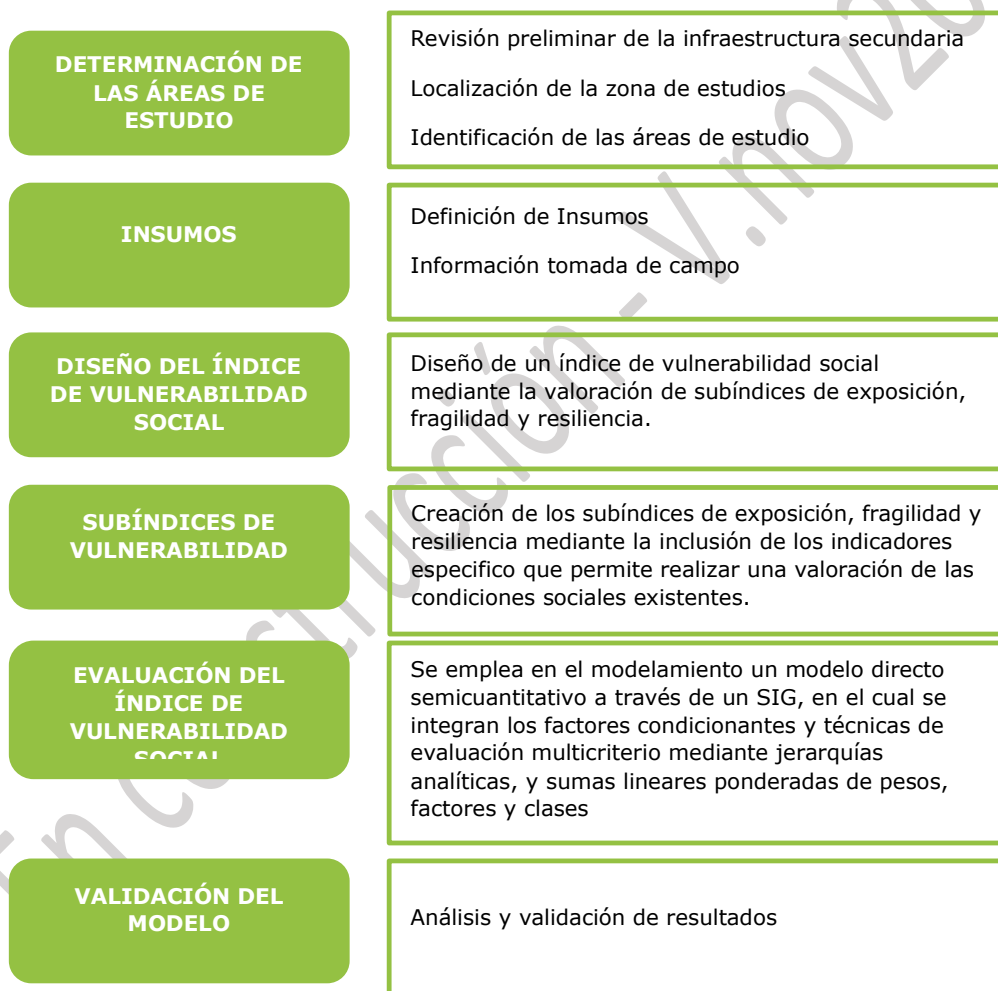 DETERMINACIÓN DE
LAS ÁREAS DE
ESTUDIO
Revisión preliminar de la infraestructura secundaria
Localización de la zona de estudios
Identificación de las áreas de estudio
INSUMOS
Definición de Insumos
Información tomada de campo
DISEÑO DEL ÍNDICE
DE VULNERABILIDAD
SOCIAL
Diseño de un índice de vulnerabilidad social
mediante la valoración de subíndices de exposición,
fragilidad y resiliencia.
SUBÍNDICES DE
VULNERABILIDAD
Creación de los subíndices de exposición, fragilidad y
resiliencia mediante la inclusión de los indicadores
especifico que permite realizar una valoración de las
condiciones sociales existentes.
EVALUACIÓN DEL
ÍNDICE DE
VULNERABILIDAD
SOCIAL
Se emplea en el modelamiento un modelo directo
semicuantitativo a través de un SIG, en el cual se
integran los factores condicionantes y técnicas de
evaluación multicriterio mediante jerarquías
analíticas, y sumas lineares ponderadas de pesos,
factores y clases
VALIDACIÓN DEL
MODELO
Análisis y validación de resultados
En construcción - V.nov20